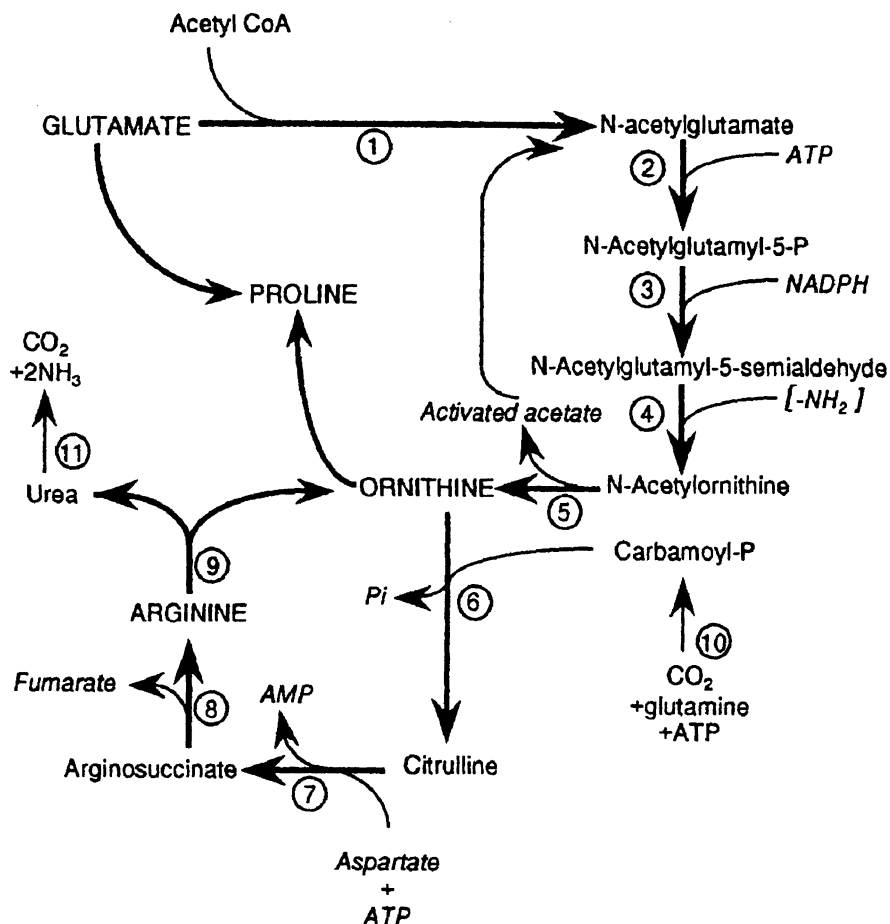 Acetyl CoA
GLUTAMATE
1
N-acetylglutamate
2
ATP
N-Acetylglutamyl-5-P
3
NADPH
PROLINE
CO2
+2NH3
N-Acetylglutamyl-5-semialdehyde
4
[-NH2]
Activated acetate
11
Urea
ORNITHINE
5
N-Acetylornithine
Carbamoyl-P
9
Pi
6
ARGININE
10
CO2
+glutamine
+ATP
Fumarate
8
AMP
Arginosuccinate
7
Citrulline
Aspartate
+
ATP